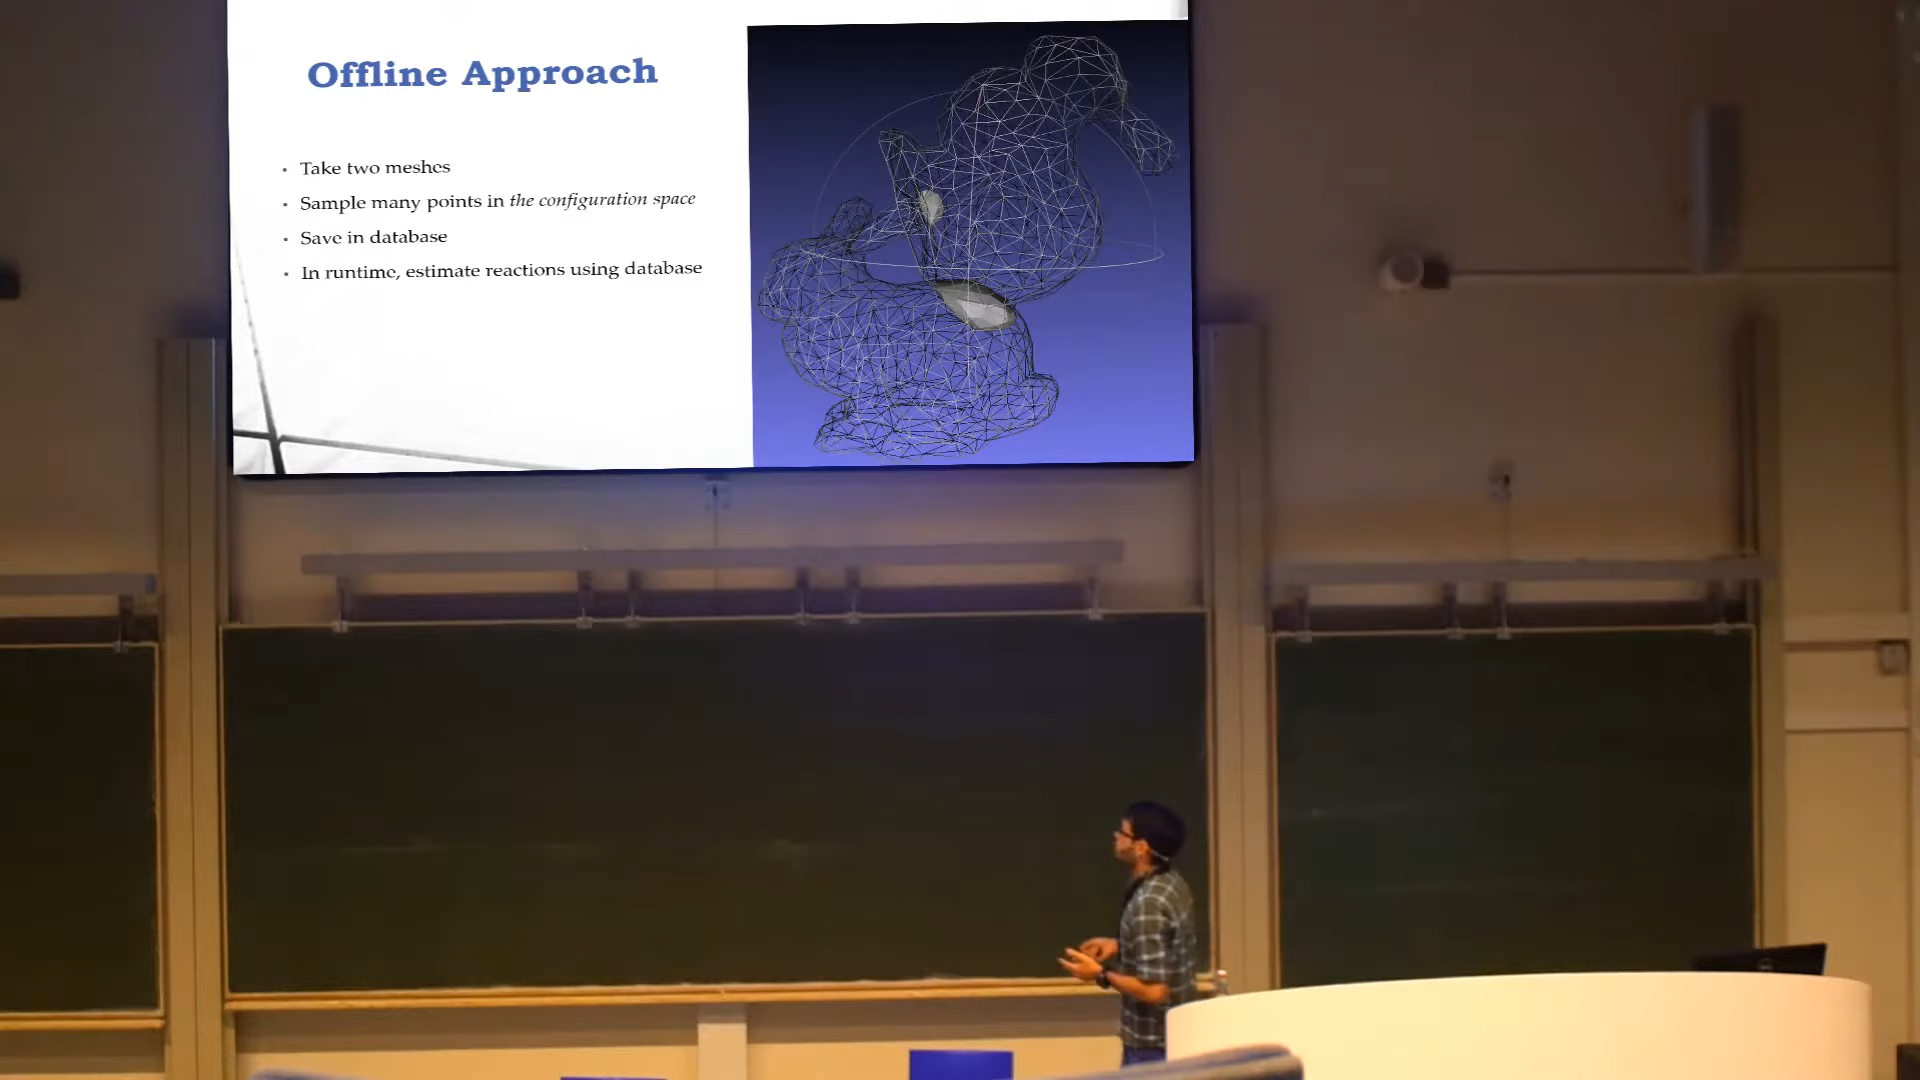 Offline Approach
• Take two meshes
• Sample many points in the configuration space
• Save in database
• In runtime, estimate reactions using database